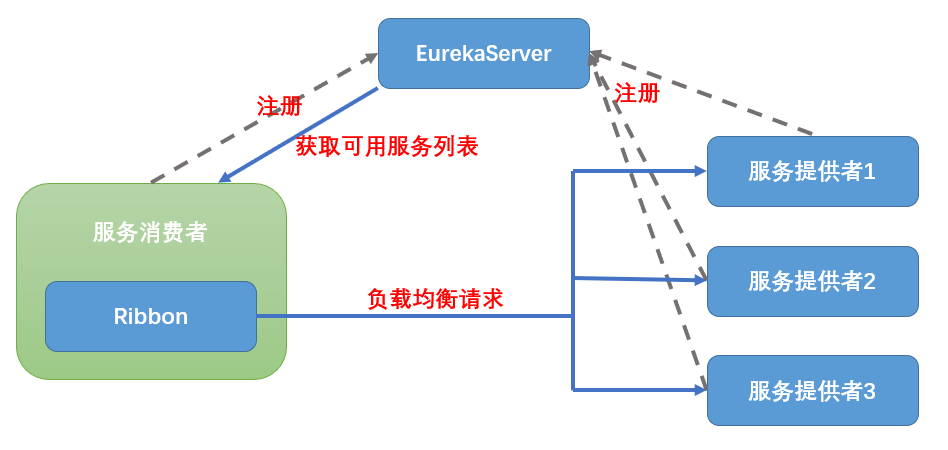 EurekaServer
注册
注册
获取可用服务列表
服务提供者1
服务消费者
服务提供者2
负载均衡请求
Ribbon
服务提供者3